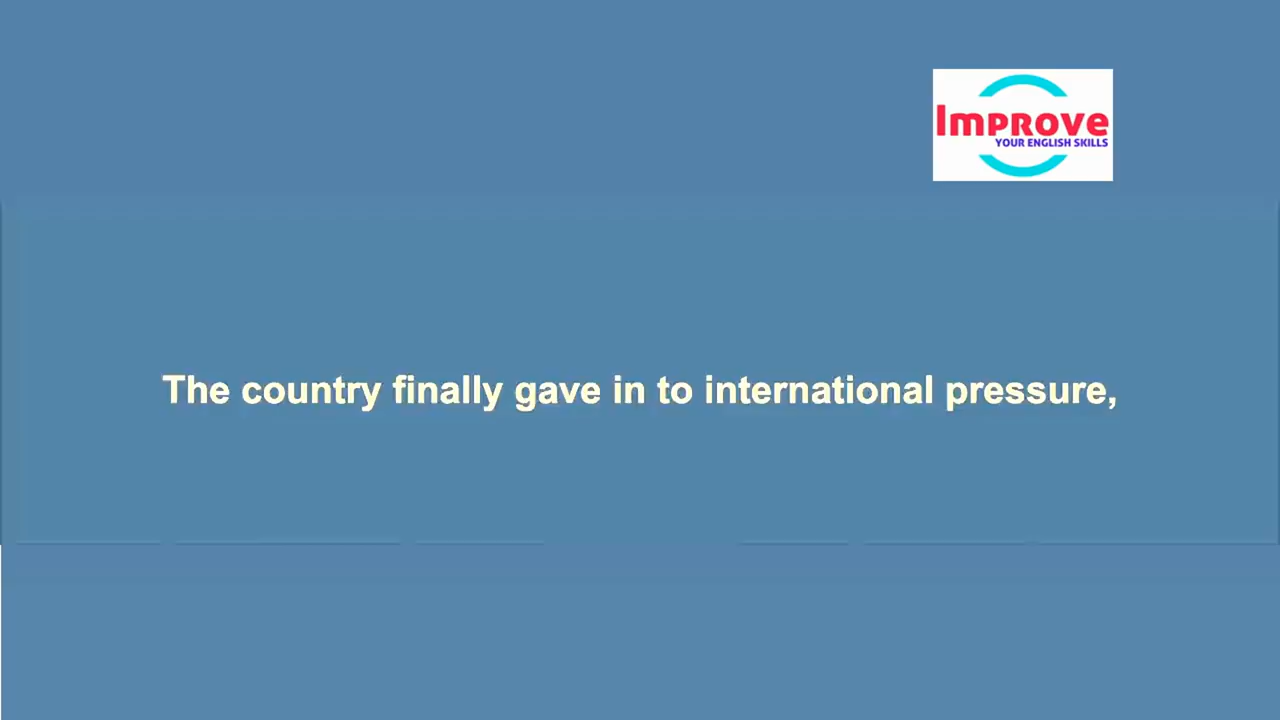 Improve
YOUR ENGLISH SKILLS
The country finally gave in to international pressure,